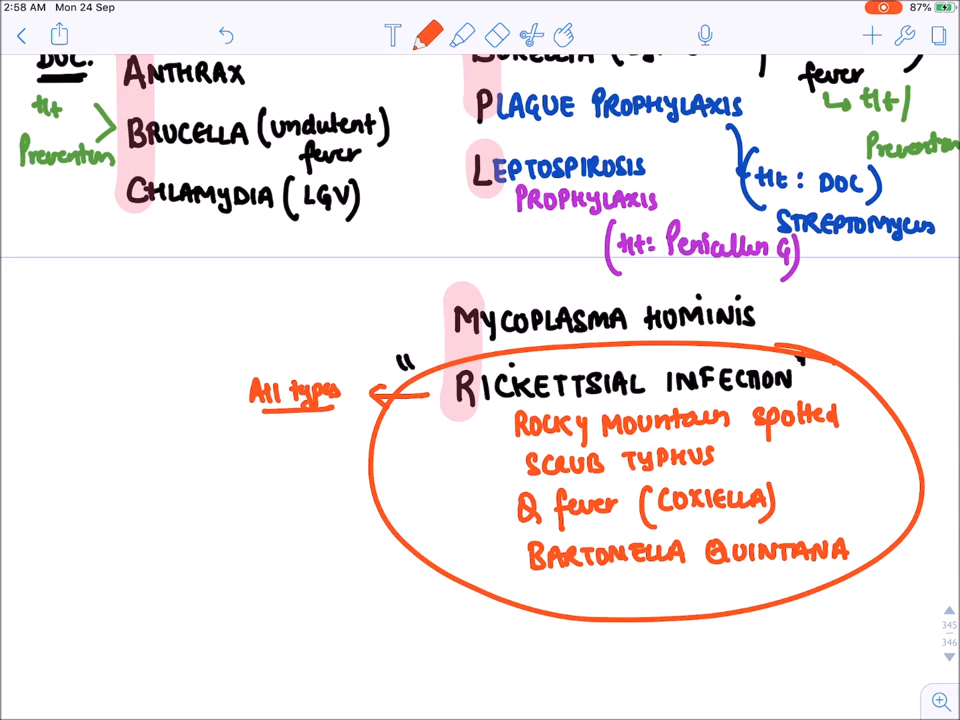 2:58 AM Mon 24 Sep
87%
T
DOC.
ANTHRAX
fever
tt
Prevention
BRUCELLA (undulent)
fever
CHLAMYDIA (LGV)
PLAGUE PROPHYLAXIS
tt/
Prevention
LEPTOSPIROSIS
PROPHYLAXIS
(tt: DOC)
STREPTOMYCIN
(tt: Penicillin G)
MYCOPLASMA HOMINIS
"RICKETTSIAL INFECTION"
All types
ROCKY MOUNTAIN SPOTTED
SCRUB TYPHUS
Q fever (COXIELLA)
BARTONELLA QUINTANA
345
346